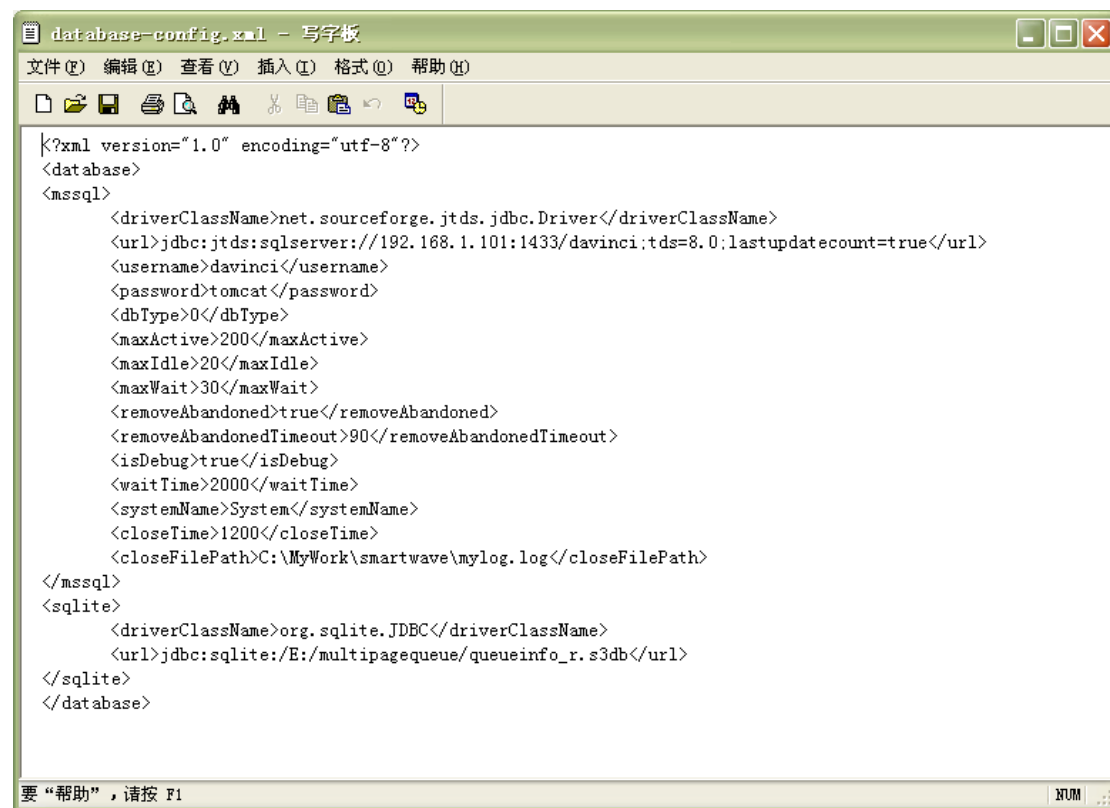 database-config.xml - 写字板
文件(F) 编辑(E) 查看(V) 插入(I) 格式(O) 帮助(H)
<?xml version="1.0" encoding="utf-8"?>
<database>
<mssql>
<driverClassName>net.sourceforge.jtds.jdbc.Driver</driverClassName>
<url>jdbc:jtds:sqlserver://192.168.1.101:1433/davinci;tds=8.0;lastupdatecount=true</url>
<username>davinci</username>
<password>tomcat</password>
<dbType>0</dbType>
<maxActive>200</maxActive>
<maxIdle>20</maxIdle>
<maxWait>30</maxWait>
<removeAbandoned>true</removeAbandoned>
<removeAbandonedTimeout>90</removeAbandonedTimeout>
<isDebug>true</isDebug>
<waitTime>2000</waitTime>
<systemName>System</systemName>
<closeTime>1200</closeTime>
<closeFilePath>C:\MyWork\smartwave\mylog.log</closeFilePath>
</mssql>
<sqlite>
<driverClassName>org.sqlite.JDBC</driverClassName>
<url>jdbc:sqlite:/E:/multipagequeue/queueinfo_r.s3db</url>
</sqlite>
</database>
要“帮助”，请按 F1
NUM